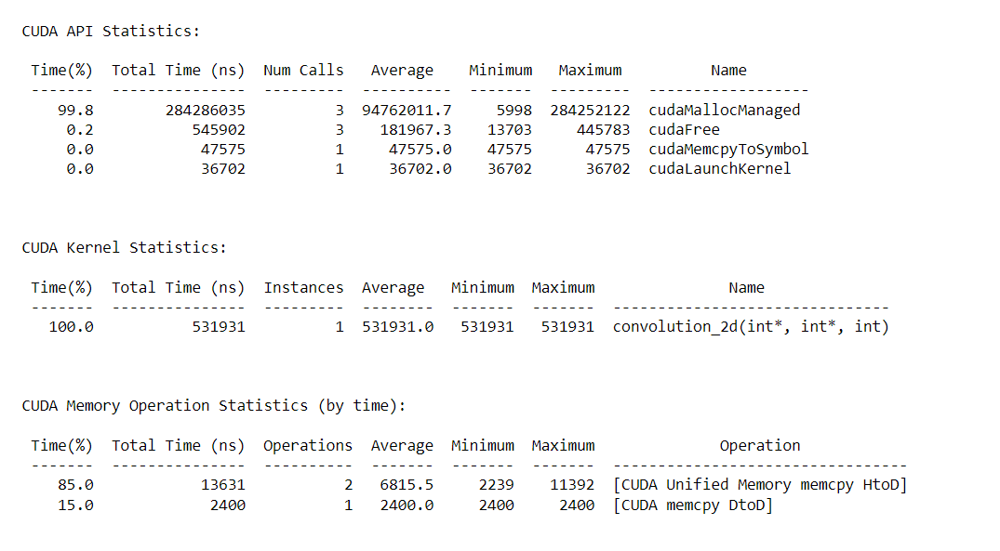 CUDA API Statistics:
Time(%) Total Time (ns) Num Calls Average Minimum Maximum Name
------- --------------- --------- ---------- ------- --------- ------------------
99.8 284286035 3 94762011.7 5998 284252122 cudaMallocManaged
0.2 545902 3 181967.3 13703 445783 cudaFree
0.0 47575 1 47575.0 47575 47575 cudaMemcpyToSymbol
0.0 36702 1 36702.0 36702 36702 cudaLaunchKernel
CUDA Kernel Statistics:
Time(%) Total Time (ns) Instances Average Minimum Maximum Name
------- --------------- --------- -------- ------- ------- -------------------------------
100.0 531931 1 531931.0 531931 531931 convolution_2d(int*, int*, int)
CUDA Memory Operation Statistics (by time):
Time(%) Total Time (ns) Operations Average Minimum Maximum Operation
------- --------------- ---------- ------- ------- ------- ---------------------------------
85.0 13631 2 6815.5 2239 11392 [CUDA Unified Memory memcpy HtoD]
15.0 2400 1 2400.0 2400 2400 [CUDA memcpy DtoD]